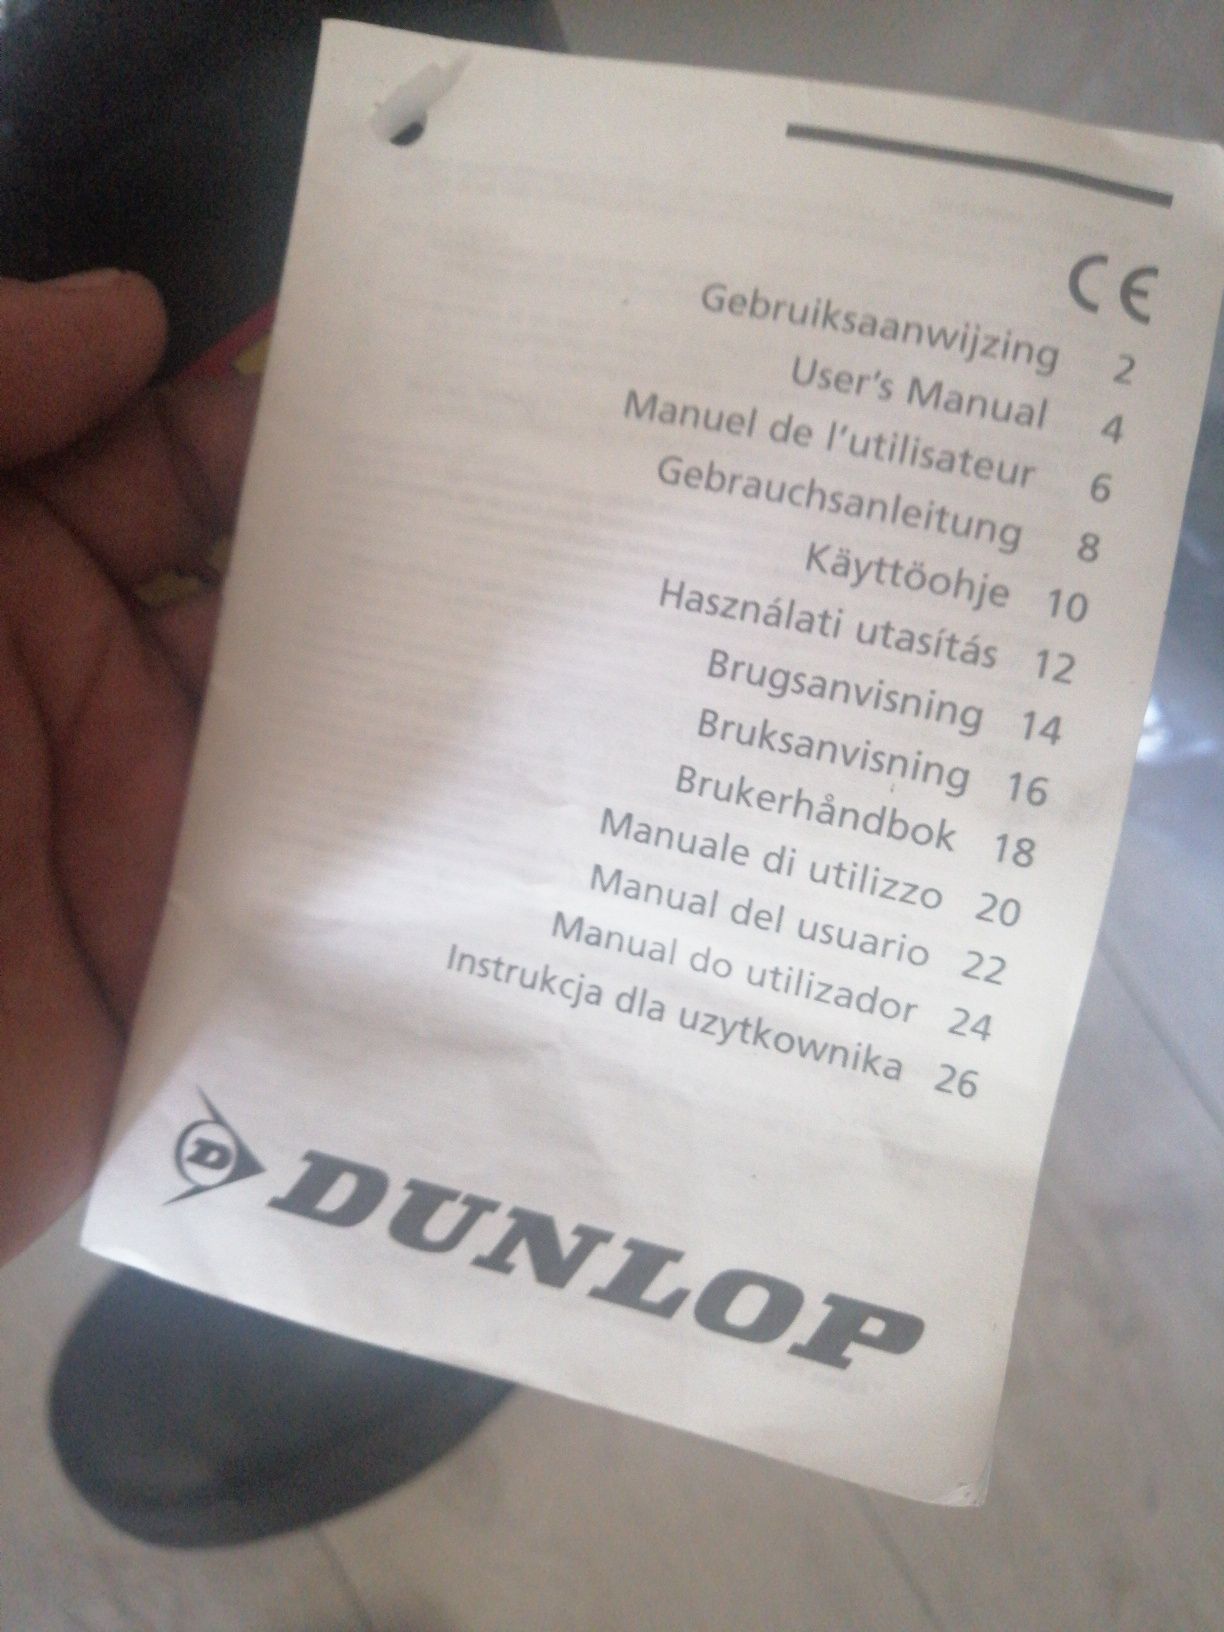 CE
Gebruiksaanwijzing 2
User's Manual 4
Manuel de l'utilisateur 6
Gebrauchsanleitung 8
Käyttöohje 10
Használati utasítás 12
Brugsanvisning 14
Bruksanvisning 16
Brukerhåndbok 18
Manuale di utilizzo 20
Manual del usuario 22
Manual do utilizador 24
Instrukcja dla uzytkownika 26
D DUNLOP